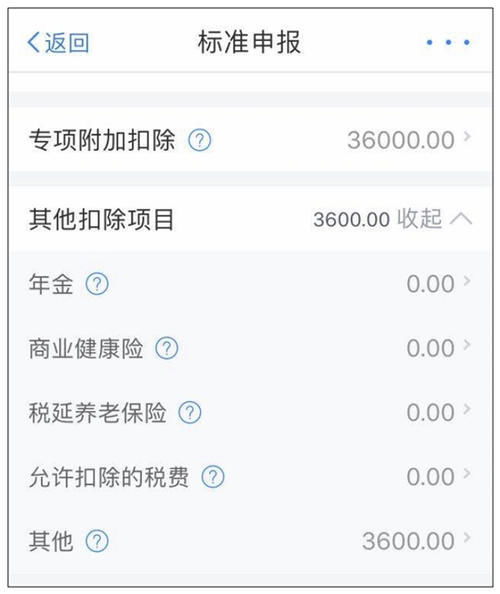 返回 标准申报
专项附加扣除 36000.00
其他扣除项目 3600.00 收起
年金 0.00
商业健康险 0.00
税延养老保险 0.00
允许扣除的税费 0.00
其他 3600.00